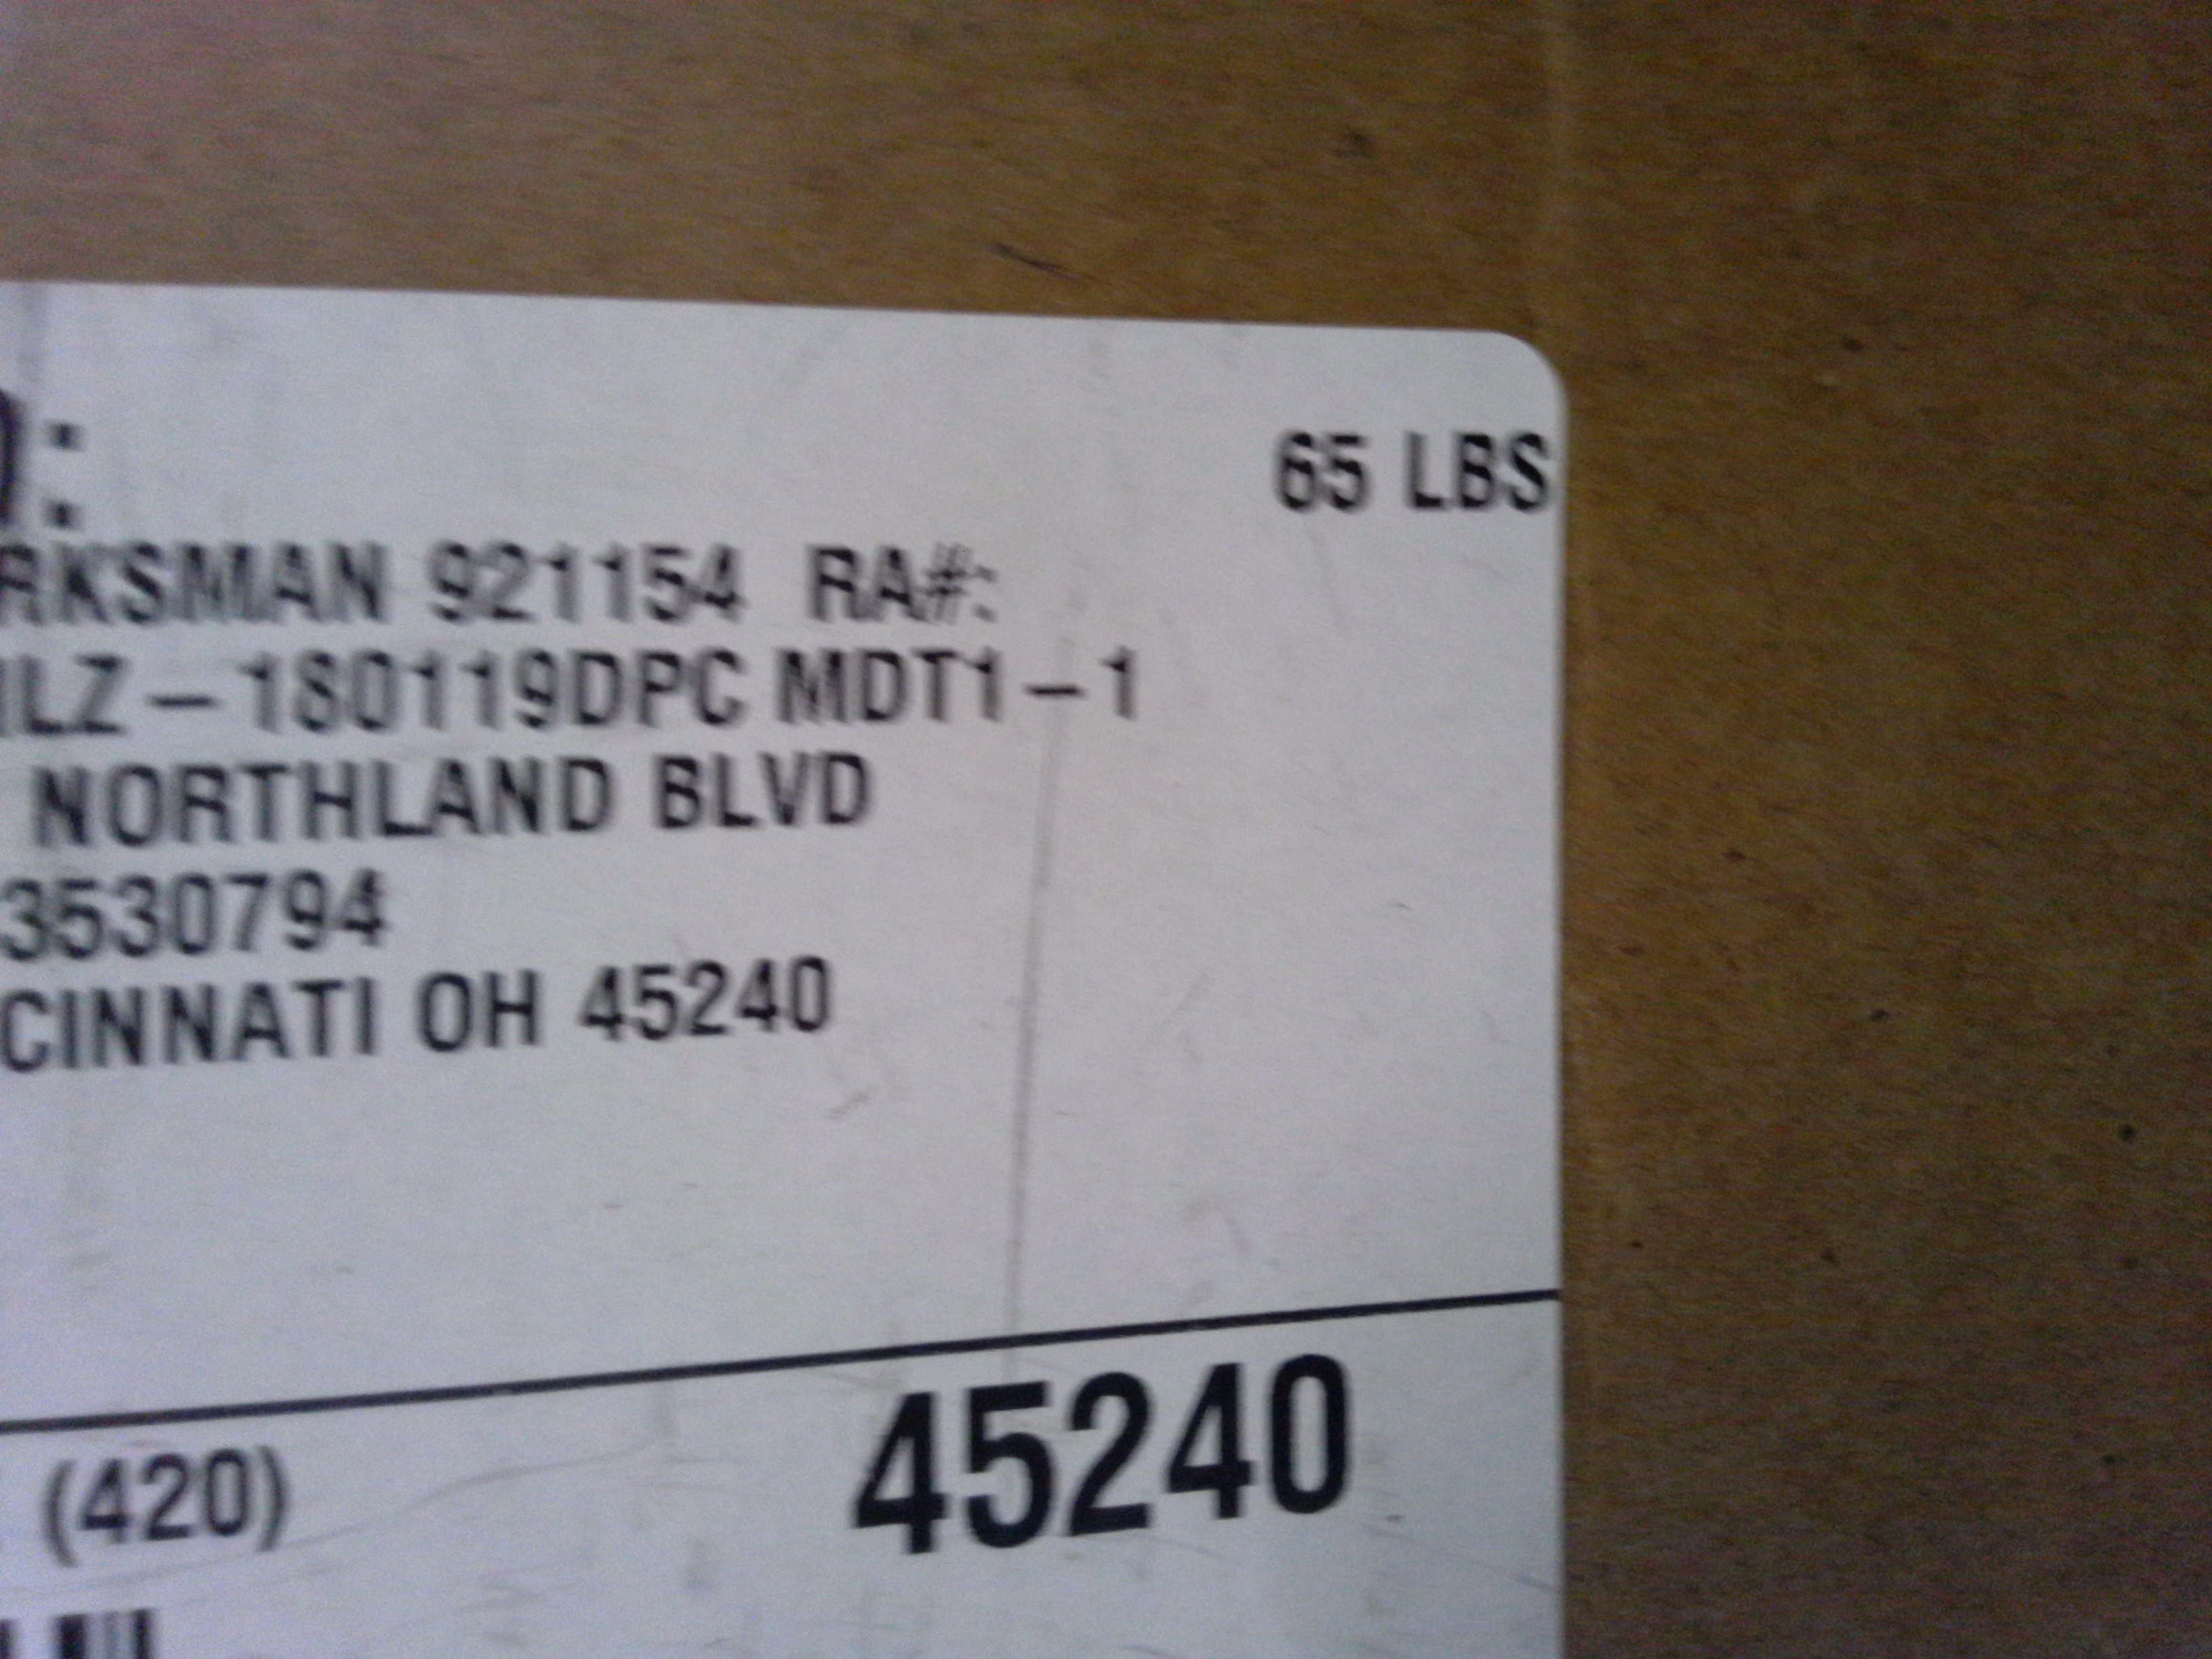 :
65 LBS
RKSMAN 921154 RA#:
ILZ-180119DPC MDT1-1
NORTHLAND BLVD
3530794
CINNATI OH 45240
(420) 45240